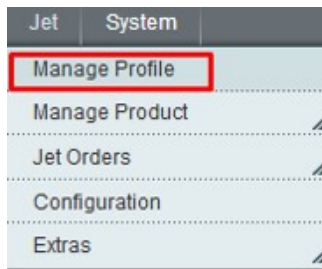 Jet System
Manage Profile
Manage Product
Jet Orders
Configuration
Extras